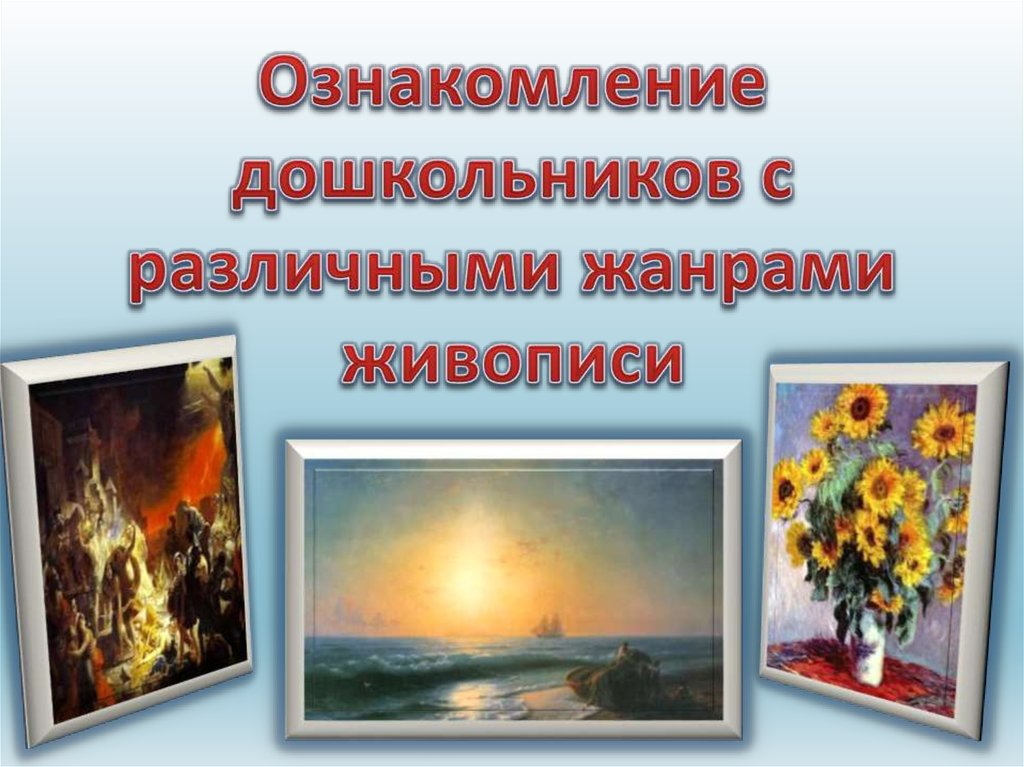 Ознакомление
дошкольников с
различными жанрами
живописи